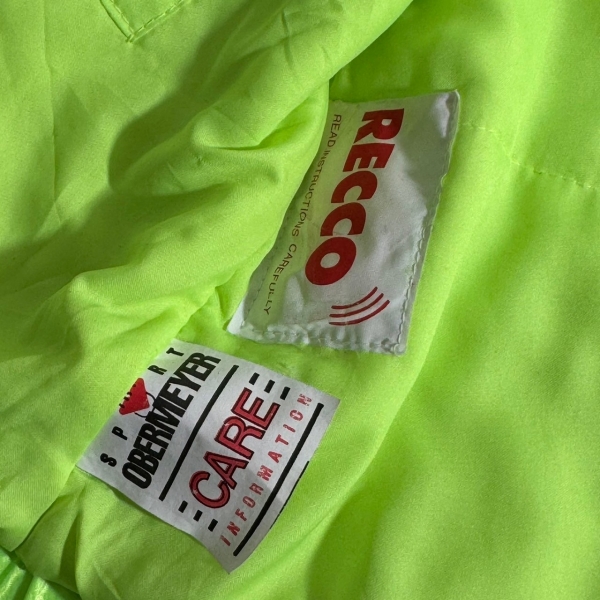 RECCO
READ INSTRUCTIONS CAREFULLY
SPORT
OBERMEYER
CARE
INFORMATION